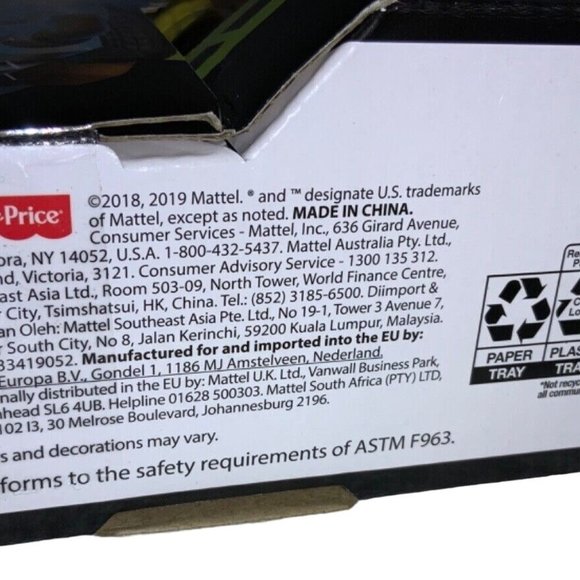 -Price®
©2018, 2019 Mattel. ® and ™ designate U.S. trademarks
of Mattel, except as noted. MADE IN CHINA.
Consumer Services - Mattel, Inc., 636 Girard Avenue,
ora, NY 14052, U.S.A. 1-800-432-5437. Mattel Australia Pty. Ltd.,
nd, Victoria, 3121. Consumer Advisory Service - 1300 135 312.
East Asia Ltd., Room 503-09, North Tower, World Finance Centre,
r City, Tsimshatsui, HK, China. Tel.: (852) 3185-6500. Diimport &
an Oleh: Mattel Southeast Asia Pte. Ltd., No 19-1, Tower 3 Avenue 7,
r South City, No 8, Jalan Kerinchi, 59200 Kuala Lumpur, Malaysia.
33419052. Manufactured for and imported into the EU by:
Europa B.V., Gondel 1, 1186 MJ Amstelveen, Nederland.
nally distributed in the EU by: Mattel U.K. Ltd., Vanwall Business Park,
nhead SL6 4UB. Helpline 01628 500303. Mattel South Africa (PTY) LTD,
102 I3, 30 Melrose Boulevard, Johannesburg 2196.
s and decorations may vary.
forms to the safety requirements of ASTM F963.
PAPER
TRAY
PLAS
TRA
*Not recyc
all commu